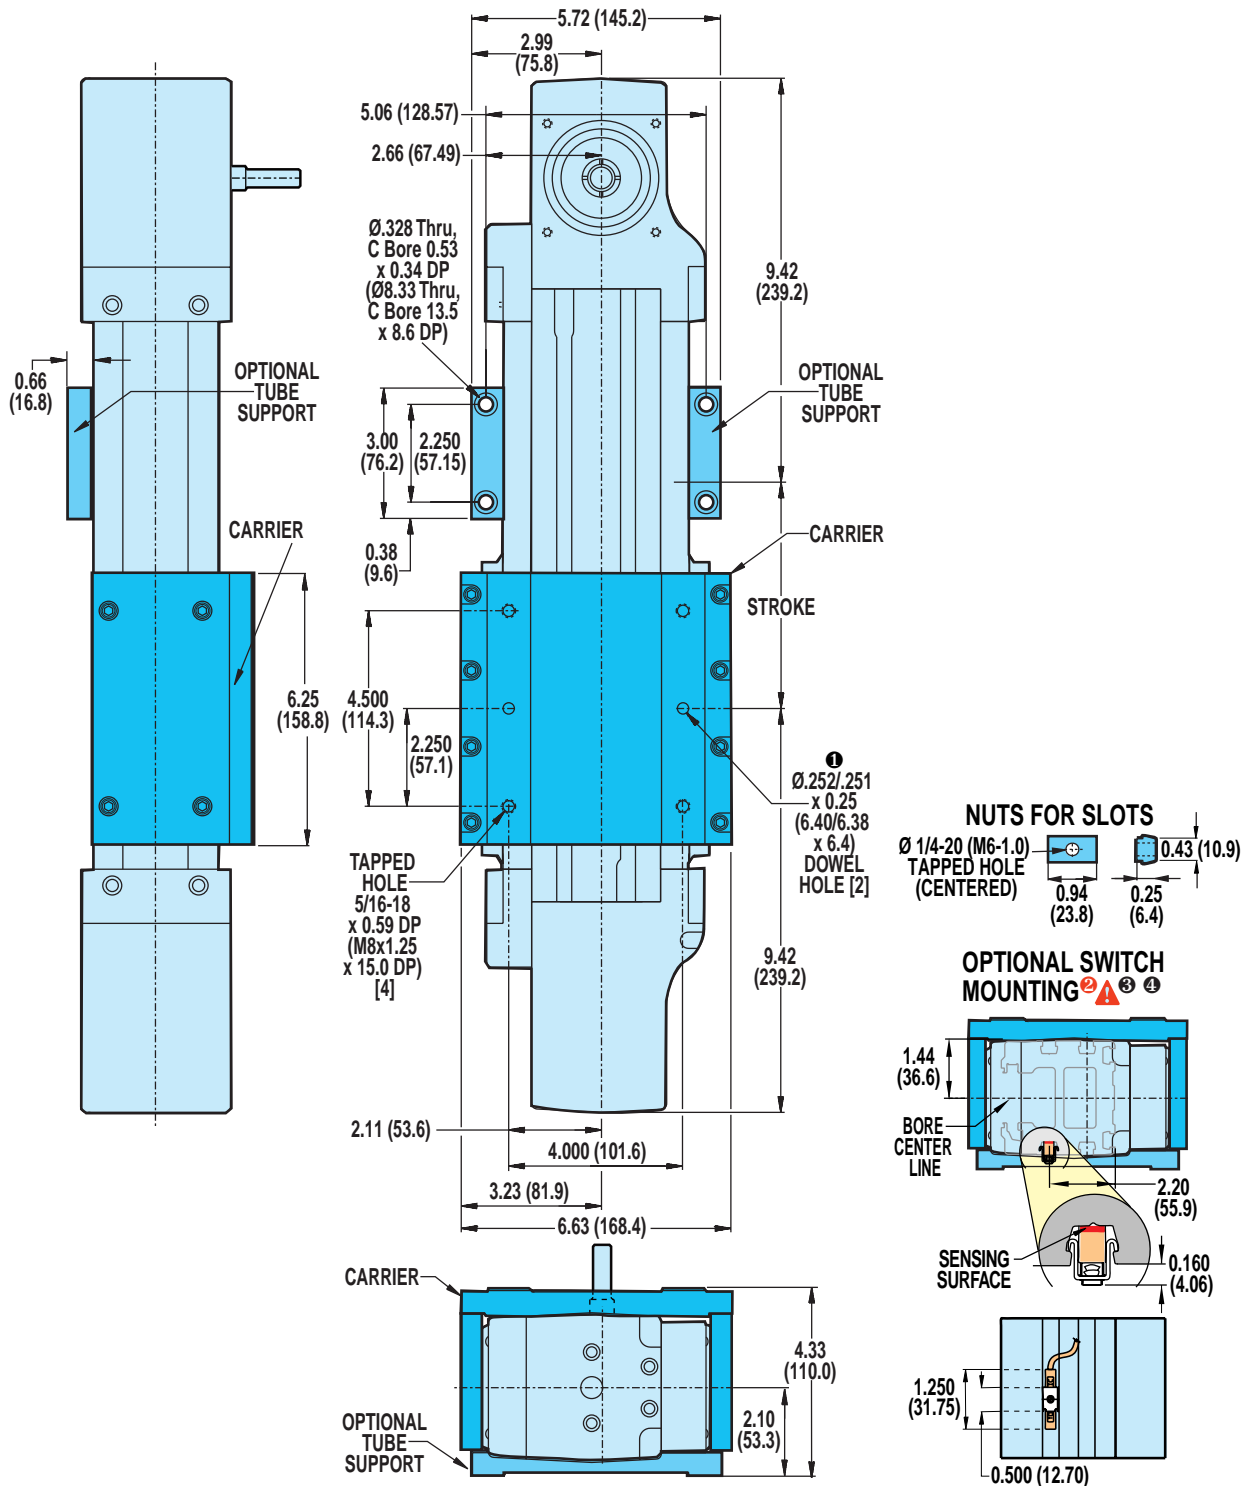 5.72 (145.2)
2.99
(75.8)
5.06 (128.57)
2.66 (67.49)
Ø.328 Thru,
C Bore 0.53
x 0.34 DP
(Ø8.33 Thru,
C Bore 13.5
x 8.6 DP)
9.42
(239.2)
0.66
(16.8)
OPTIONAL
TUBE
SUPPORT
OPTIONAL
TUBE
SUPPORT
3.00
(76.2)
2.250
(57.15)
CARRIER
0.38
(9.6)
CARRIER
STROKE
6.25
(158.8)
4.500
(114.3)
2.250
(57.1)
❶
Ø.252/.251
x 0.25
(6.40/6.38
x 6.4)
DOWEL
HOLE [2]
TAPPED
HOLE
5/16-18
x 0.59 DP
(M8x1.25
x 15.0 DP)
[4]
9.42
(239.2)
NUTS FOR SLOTS
Ø 1/4-20 (M6-1.0)
TAPPED HOLE
(CENTERED)
0.43 (10.9)
0.94
(23.8)
0.25
(6.4)
OPTIONAL SWITCH
MOUNTING ❷ ! ❸ ❹
1.44
(36.6)
BORE
CENTER
LINE
2.20
(55.9)
SENSING
SURFACE
0.160
(4.06)
1.250
(31.75)
0.500 (12.70)
2.11 (53.6)
4.000 (101.6)
3.23 (81.9)
6.63 (168.4)
CARRIER
4.33
(110.0)
2.10
(53.3)
OPTIONAL
TUBE
SUPPORT